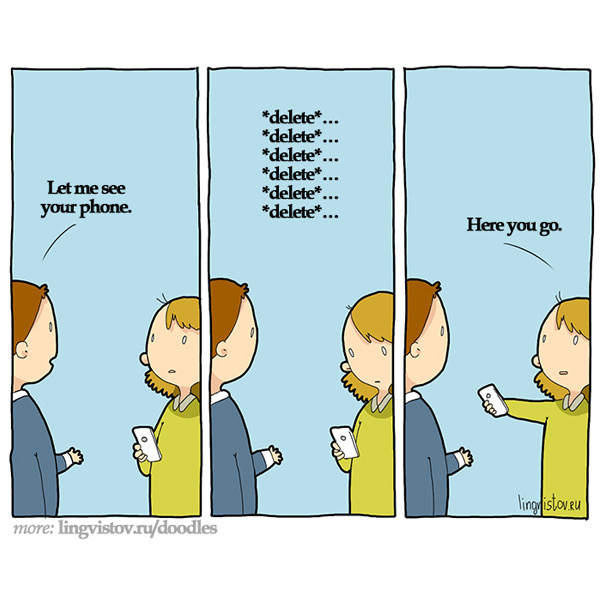 Let me see
your phone.
*delete*...
*delete*...
*delete*...
*delete*...
*delete*...
*delete*...
Here you go.
lingvistov.ru
more: lingvistov.ru/doodles